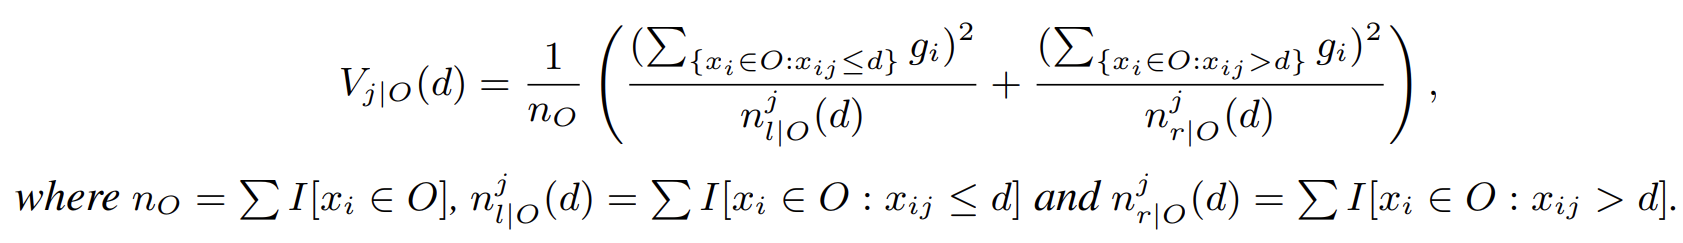 $V_{j|O}(d) = \frac{1}{n_O} \left( \frac{(\sum_{\{x_i \in O : x_{ij} \leq d\}} g_i)^2}{n^j_{l|O}(d)} + \frac{(\sum_{\{x_i \in O : x_{ij} > d\}} g_i)^2}{n^j_{r|O}(d)} \right),$
where $n_O = \sum I[x_i \in O]$, $n^j_{l|O}(d) = \sum I[x_i \in O : x_{ij} \leq d]$ and $n^j_{r|O}(d) = \sum I[x_i \in O : x_{ij} > d]$.